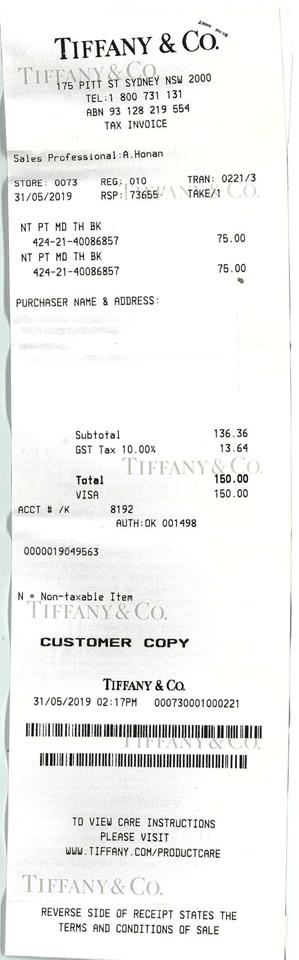 TIFFANY & CO.
TIFFANY & CO.
175 PITT ST SYDNEY NSW 2000
TEL:1 800 731 131
ABN 93 128 219 554
TAX INVOICE
Sales Professional:A.Honan
STORE: 0073 REG: 010 TRAN: 0221/3
TIFFANY & CO.
31/05/2019 RSP: 73655 TAKE/1
NT PT MD TH BK
424-21-40086857 75.00
NT PT MD TH BK
424-21-40086857 75.00
PURCHASER NAME & ADDRESS:
Subtotal 136.36
GST Tax 10.00% 13.64
TIFFANY & CO.
Total 150.00
VISA 150.00
ACCT # /K 8192
AUTH:OK 001498
0000019049563
N = Non-taxable Item
TIFFANY & CO.
CUSTOMER COPY
TIFFANY & CO.
31/05/2019 02:17PM 000730001000221
TIFFANY & CO.
TO VIEW CARE INSTRUCTIONS
PLEASE VISIT
WWW.TIFFANY.COM/PRODUCTCARE
TIFFANY & CO.
REVERSE SIDE OF RECEIPT STATES THE
TERMS AND CONDITIONS OF SALE